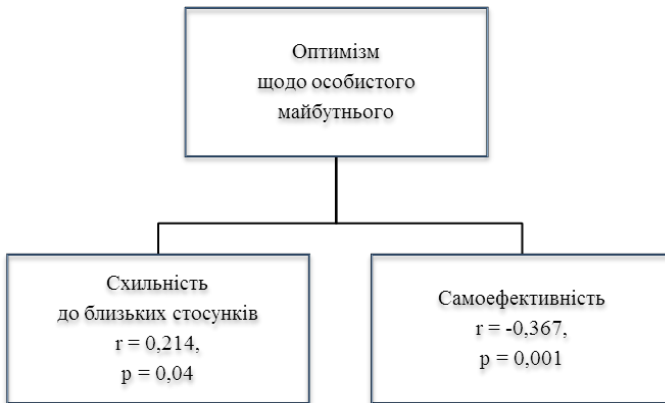 Оптимізм
щодо особистого
майбутнього
Схильність
до близьких стосунків
r = 0,214,
p = 0,04
Самоефективність
r = -0,367,
p = 0,001